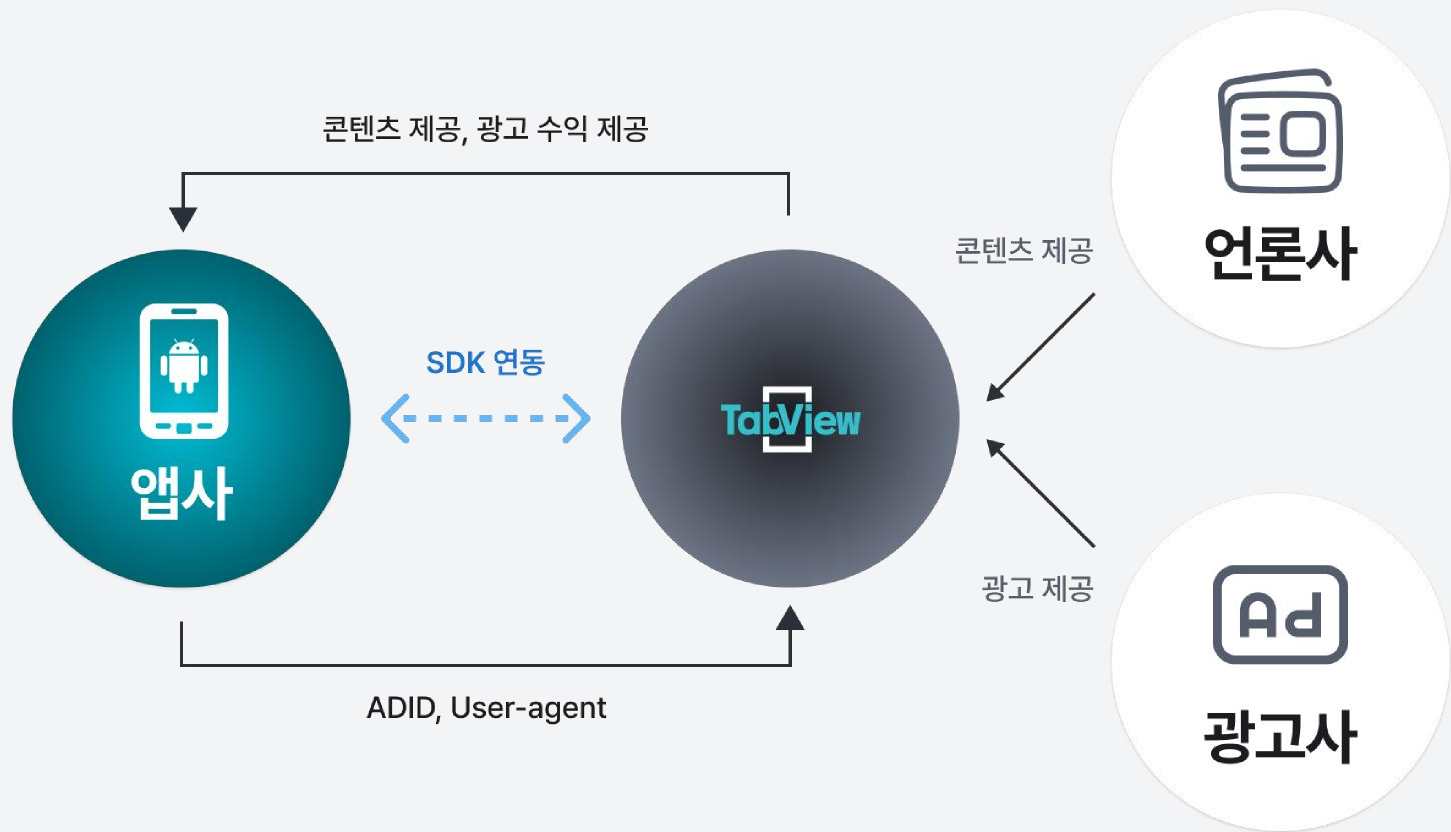 콘텐츠 제공, 광고 수익 제공
언론사
콘텐츠 제공
SDK 연동
TabView
앱사
광고 제공
Ad
ADID, User-agent
광고사